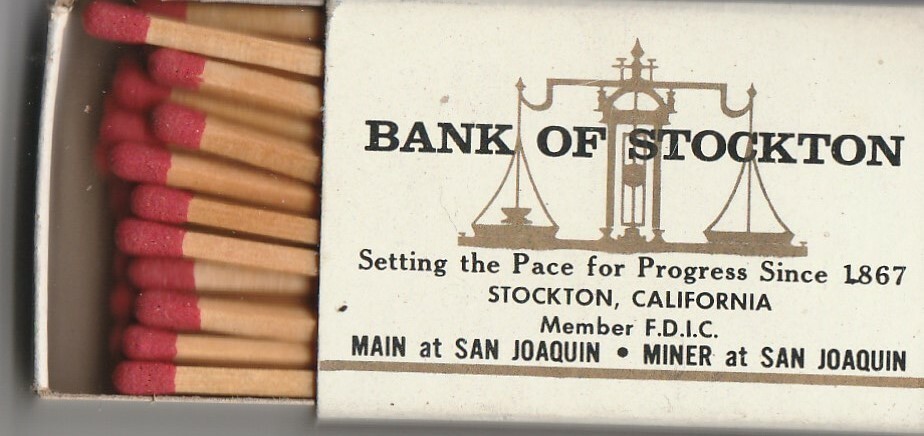 BANK OF STOCKTON
Setting the Pace for Progress Since 1867
STOCKTON, CALIFORNIA
Member F.D.I.C.
MAIN at SAN JOAQUIN • MINER at SAN JOAQUIN